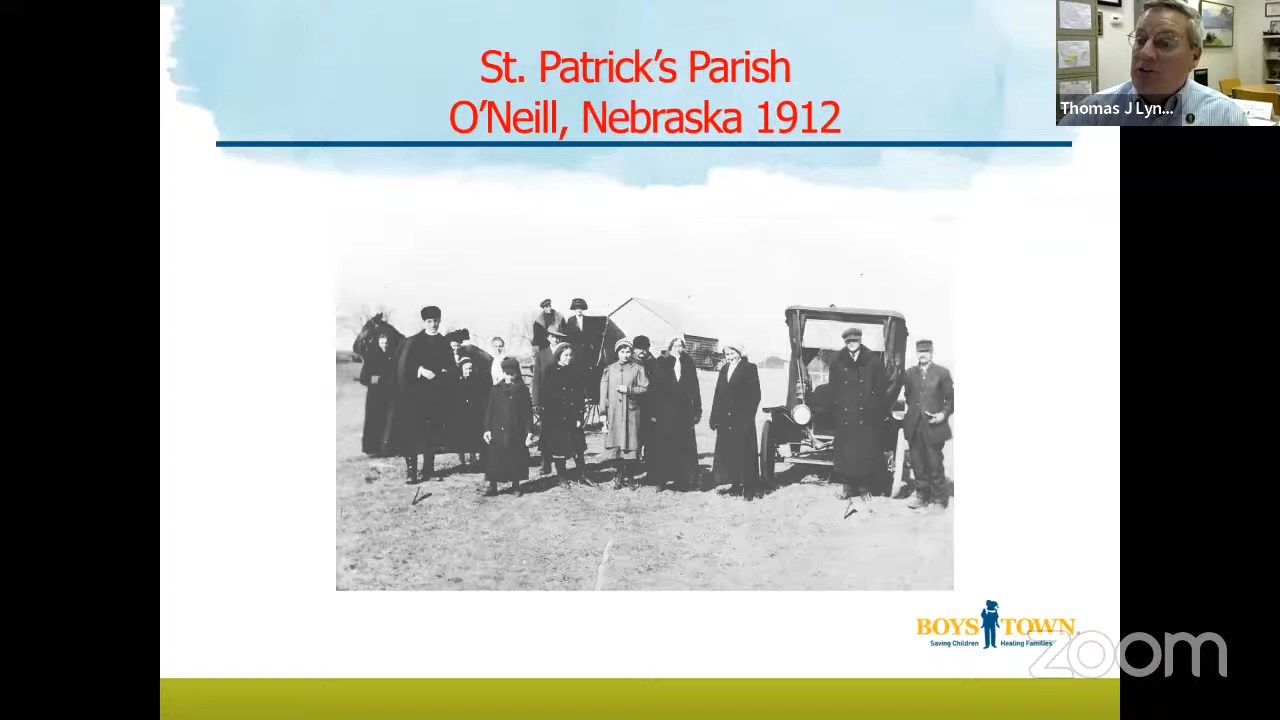 St. Patrick's Parish
O'Neill, Nebraska 1912
Thomas J Lyn...
BOYS TOWN
Saving Children Healing Families
zoom